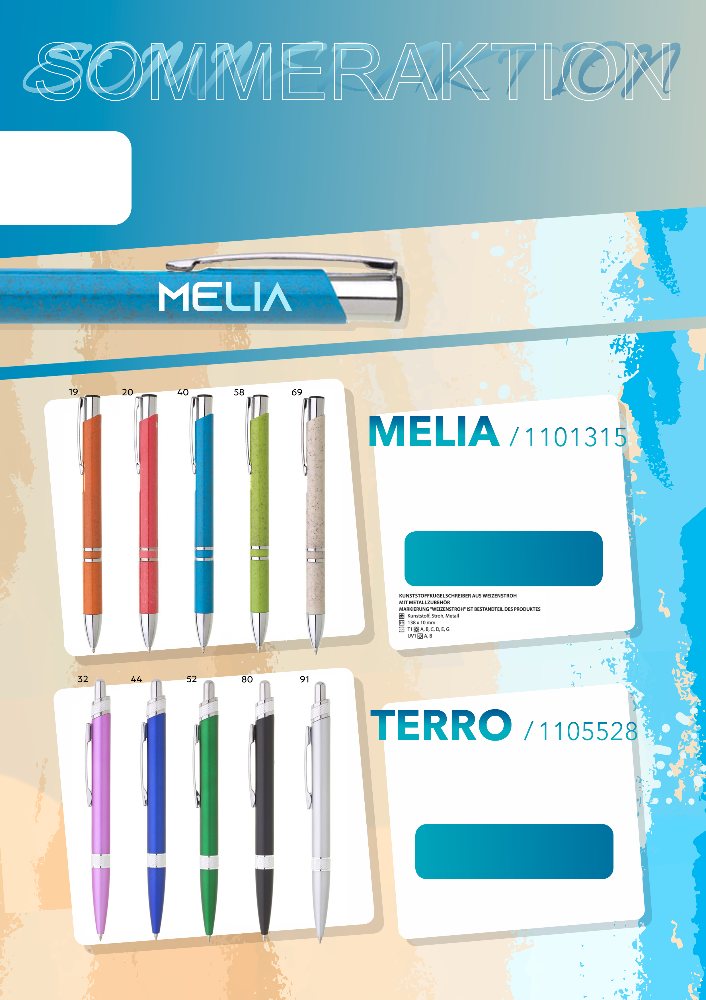 SOMMERAKTION
MELIA
19 20 40 58 69
MELIA / 1101315
KUNSTSTOFFKUGELSCHREIBER AUS WEIZENSTROH
MIT METALLZUBEHÖR
MARKIERUNG "WEIZENSTROH" IST BESTANDTEIL DES PRODUKTES
Kunststoff, Stroh, Metall
138 x 10 mm
T1 A, B, C, D, E, G
UV1 A, B
32 44 52 80 91
TERRO / 1105528